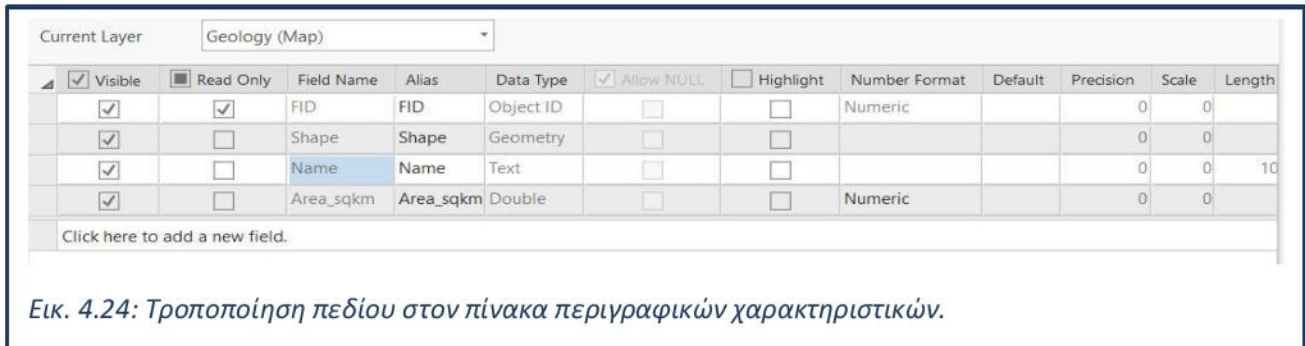 Current Layer Geology (Map)
Visible Read Only Field Name Alias Data Type Allow NULL Highlight Number Format Default Precision Scale Length
FID FID Object ID Numeric 0 0
Shape Shape Geometry 0 0
Name Name Text 0 0 10
Area_sqkm Area_sqkm Double Numeric 0 0
Click here to add a new field.
Εικ. 4.24: Τροποποίηση πεδίου στον πίνακα περιγραφικών χαρακτηριστικών.